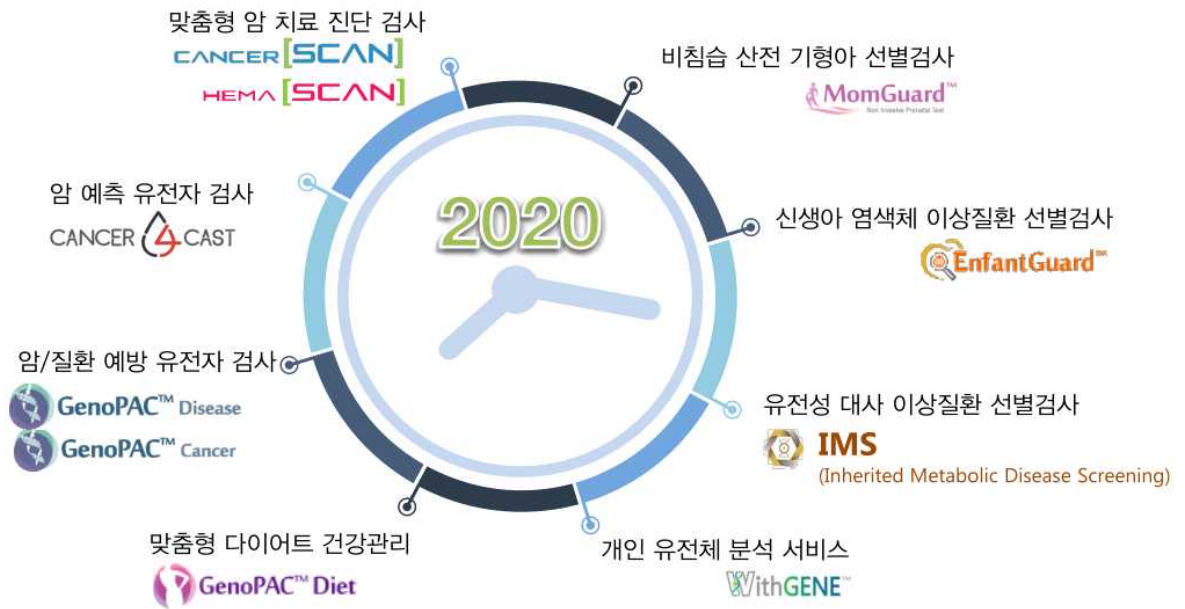 맞춤형 암 치료 진단 검사
CANCER[SCAN]
HEMA[SCAN]
비침습 산전 기형아 선별검사
MomGuard™
Non Invasive Prenatal Test
암 예측 유전자 검사
CANCER 4 CAST
2020
신생아 염색체 이상질환 선별검사
EnfantGuard℠
암/질환 예방 유전자 검사
GenoPAC™ Disease
GenoPAC™ Cancer
유전성 대사 이상질환 선별검사
IMS
(Inherited Metabolic Disease Screening)
맞춤형 다이어트 건강관리
GenoPAC™ Diet
개인 유전체 분석 서비스
WithGENE™